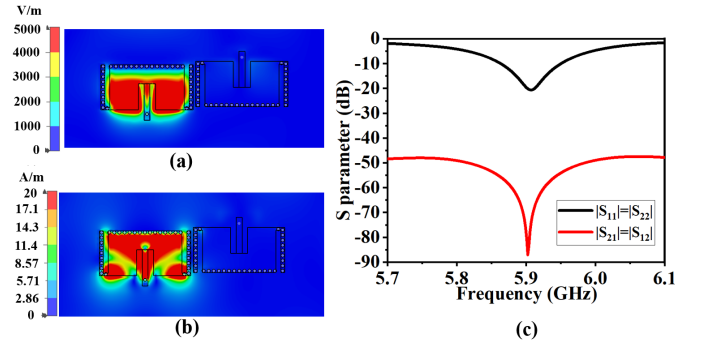 V/m
5000
4000
3000
2000
1000
0
(a)
A/m
20
17.1
14.3
11.4
8.57
5.71
2.86
0
(b)
0
-10
-20
-30
-40
-50
-60
-70
-80
-90
S parameter (dB)
|S11|=|S22|
|S21|=|S12|
5.7 5.8 5.9 6.0 6.1
Frequency (GHz)
(c)